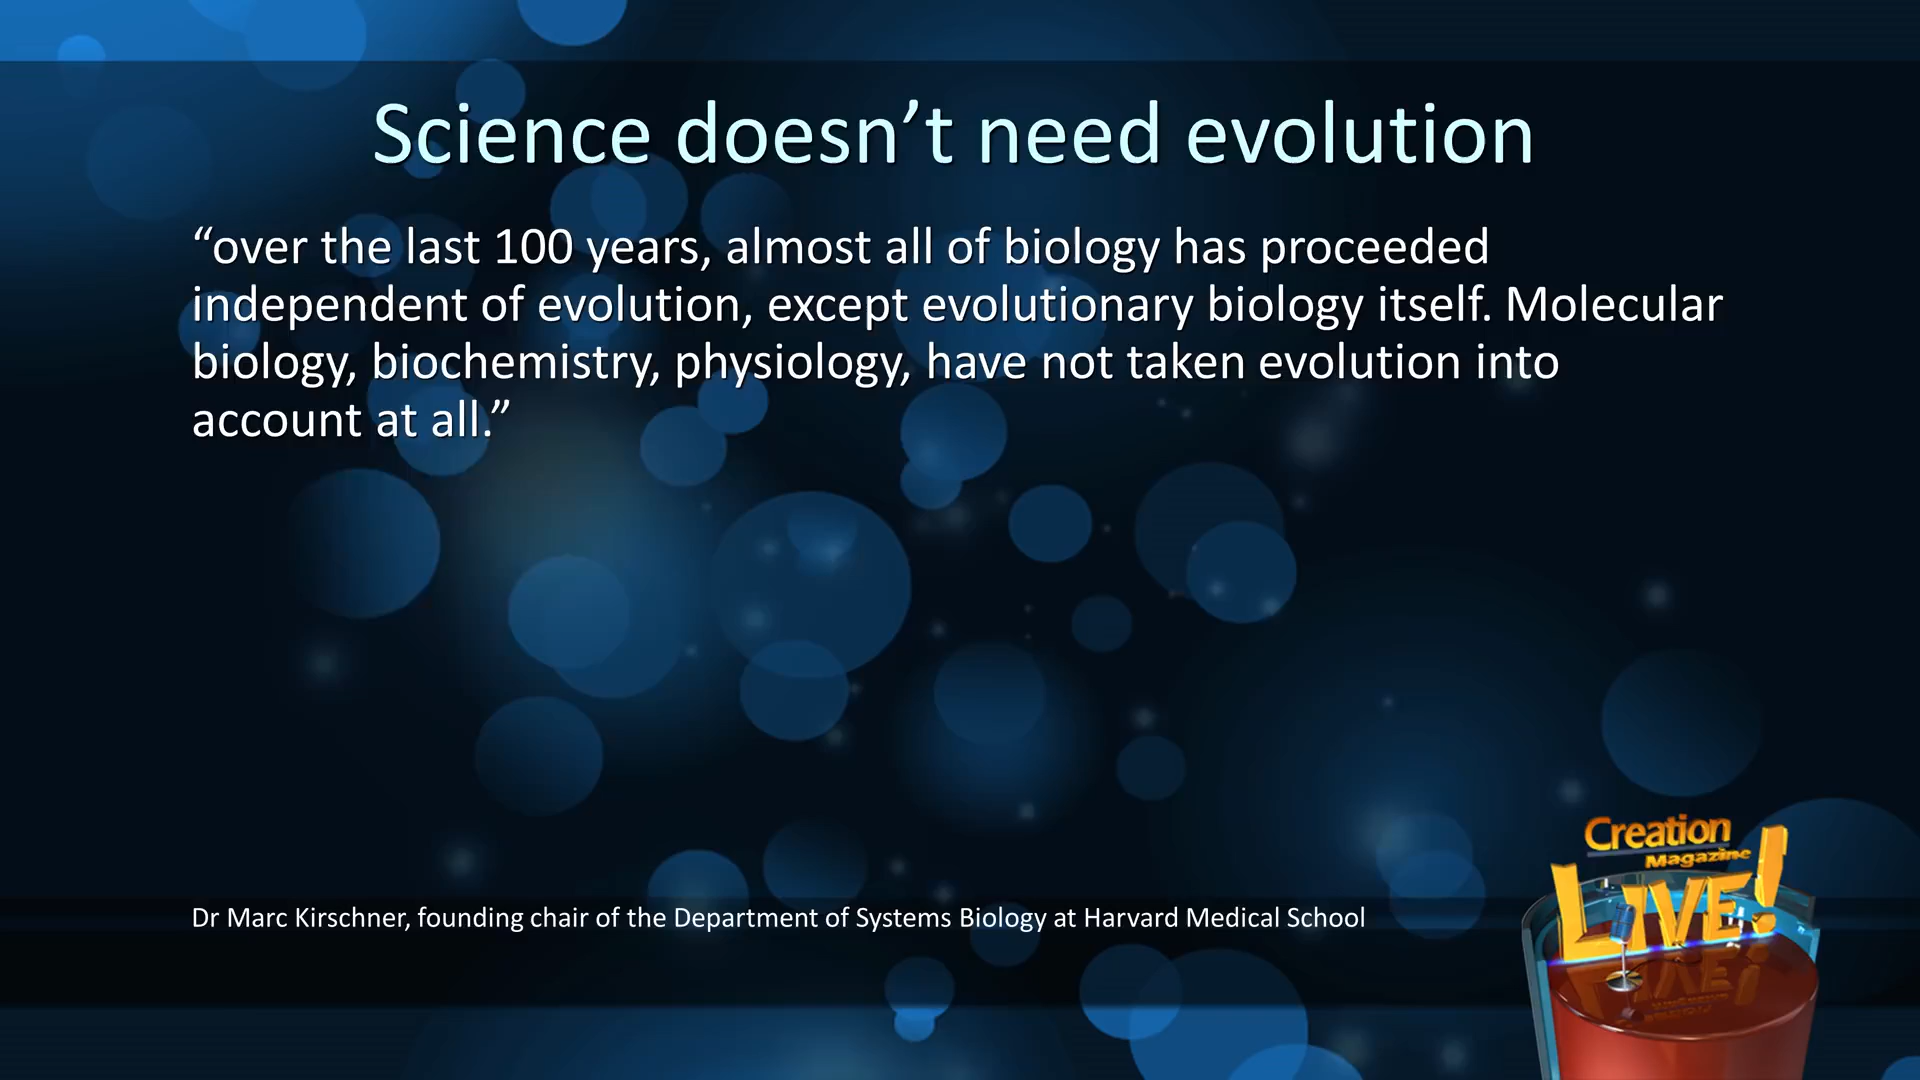 Science doesn’t need evolution
“over the last 100 years, almost all of biology has proceeded
independent of evolution, except evolutionary biology itself. Molecular
biology, biochemistry, physiology, have not taken evolution into
account at all.”
Dr Marc Kirschner, founding chair of the Department of Systems Biology at Harvard Medical School
Creation
Magazine
LIVE!